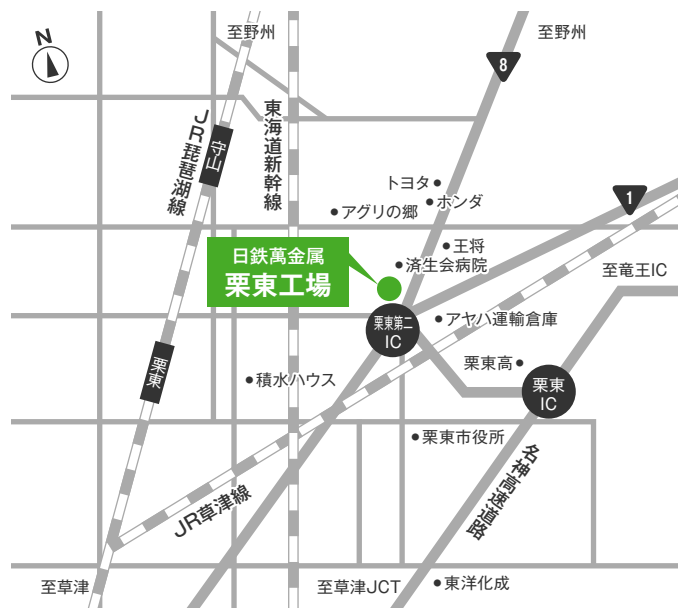 N
至野州
至野州
8
東海道新幹線
JR琵琶湖線
守山
トヨタ
ホンダ
アグリの郷
1
王将
日鉄萬金属
栗東工場
済生会病院
至竜王IC
栗東第二
IC
アヤハ運輸倉庫
栗東
積水ハウス
栗東高
栗東
IC
栗東市役所
名神高速道路
JR草津線
至草津
至草津JCT
東洋化成